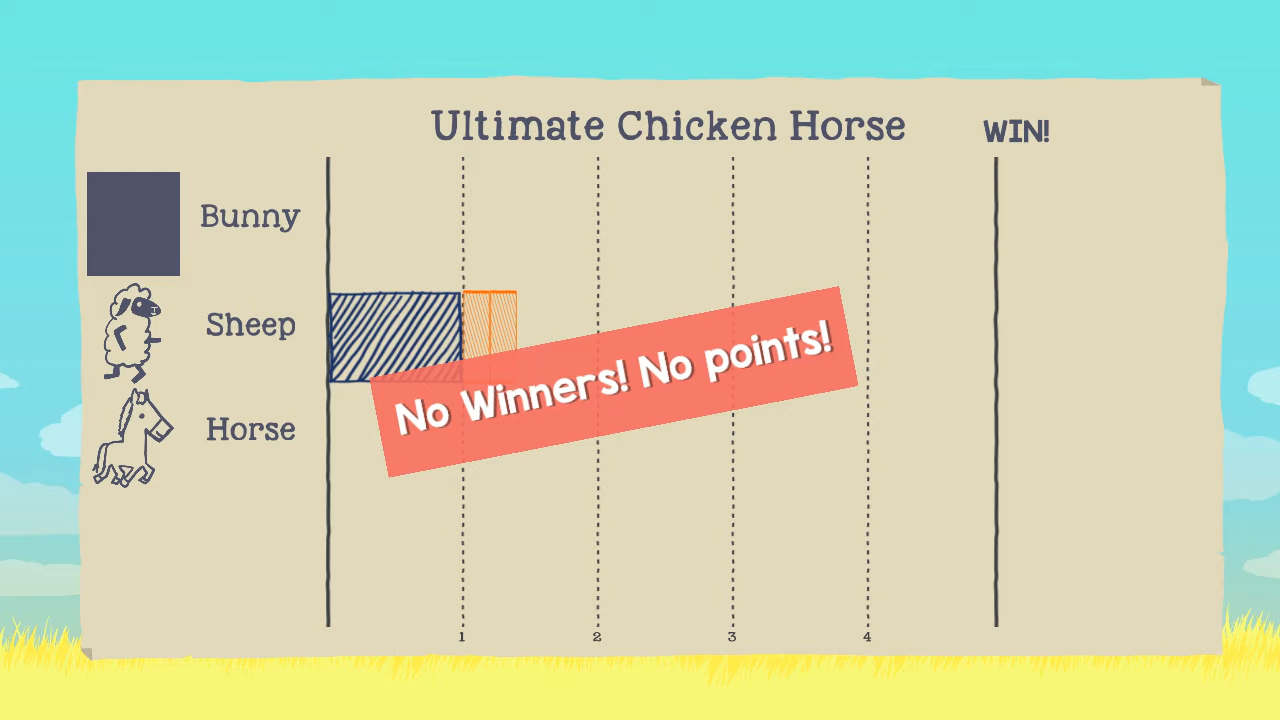 Ultimate Chicken Horse
WIN!
Bunny
Sheep
Horse
No Winners! No points!
1 2 3 4